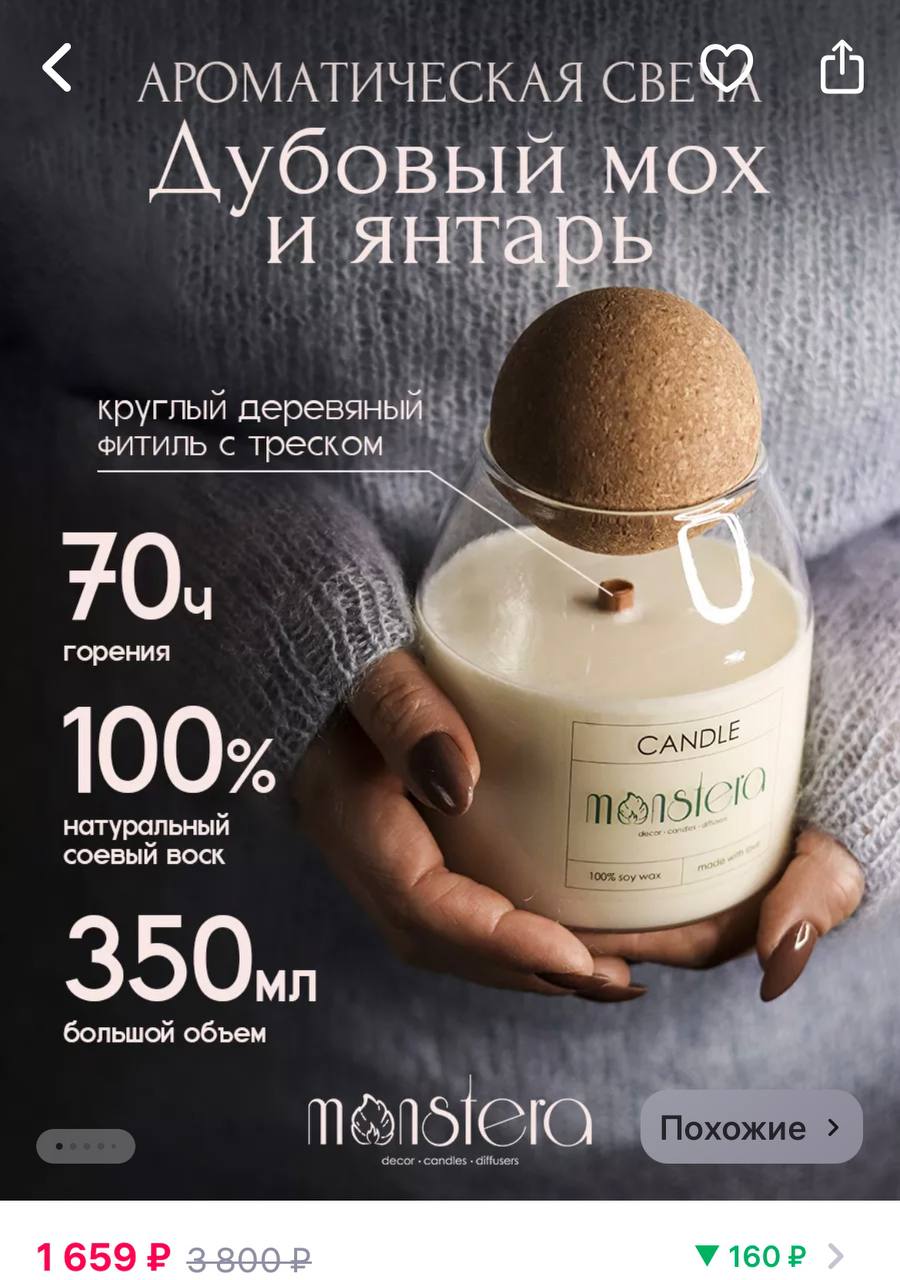 АРОМАТИЧЕСКАЯ СВЕЧА
Дубовый мох
и янтарь
круглый деревяный
фитиль с треском
70ч
горения
100%
натуральный
соевый воск
350мл
большой объем
CANDLE
monstera
decor • candles • diffusers
100% soy wax
made with love
monstera
decor • candles • diffusers
Похожие
1 659 ₽ 3 800 ₽ ▼ 160 ₽